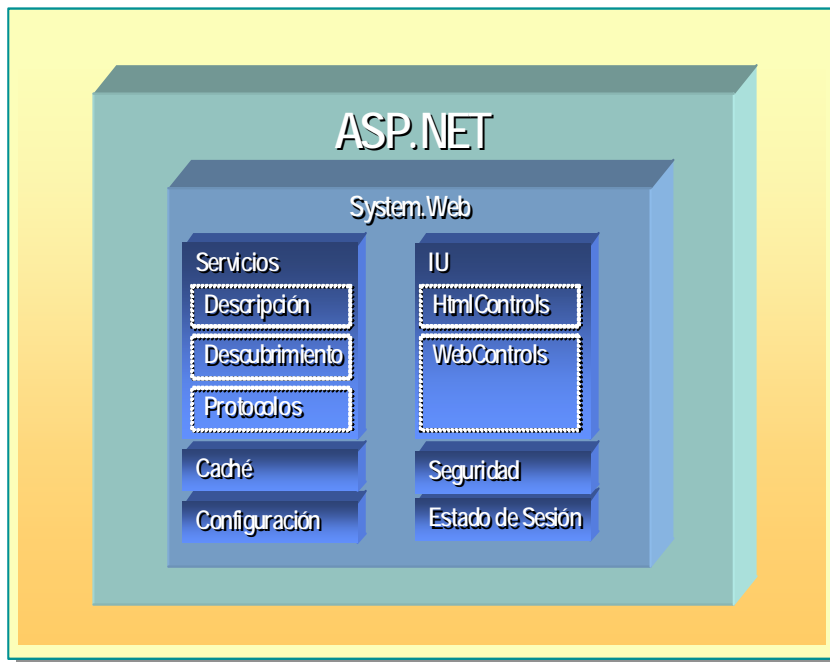 ASP.NET
System.Web
Servicios
Descripción
Descubrimiento
Protocolos
Caché
Configuración
IU
HtmlControls
WebControls
Seguridad
Estado de Sesión